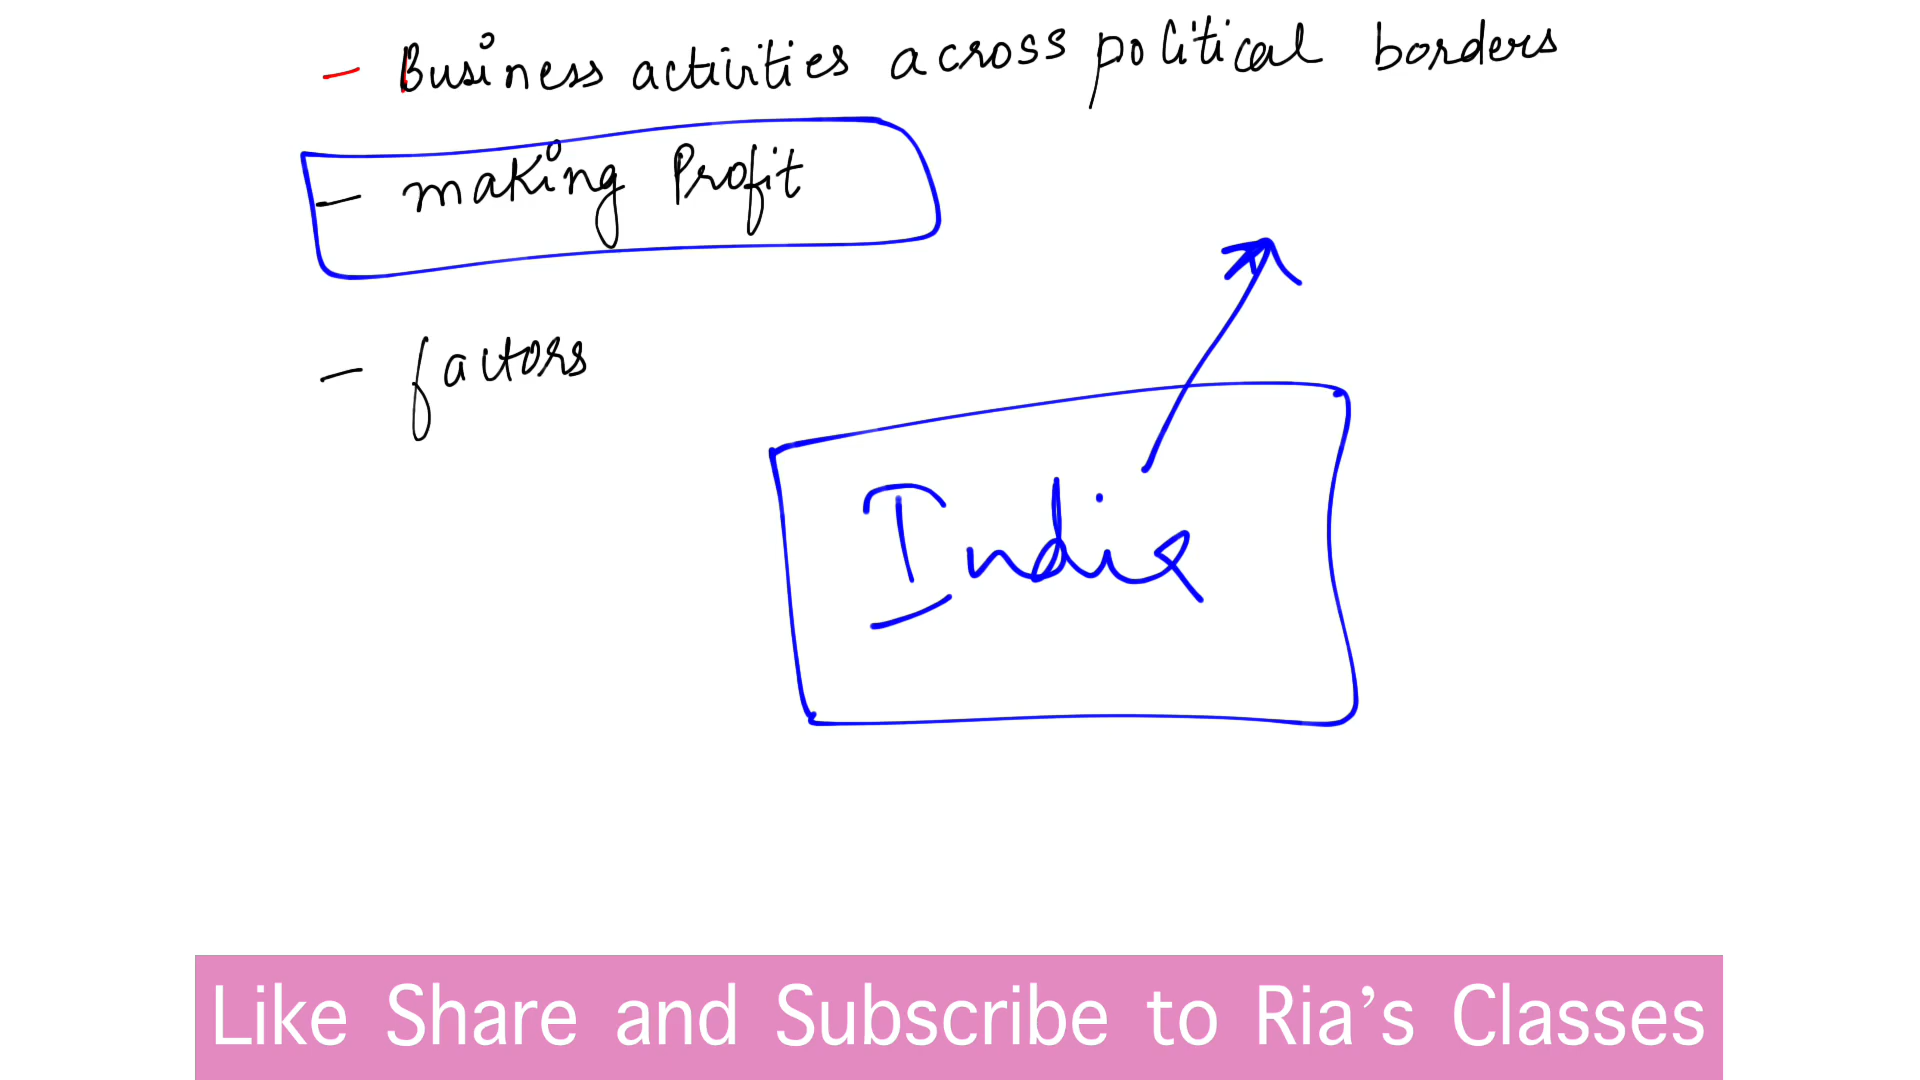 - Business activities across political borders
- making Profit
- factors
India
Like Share and Subscribe to Ria's Classes